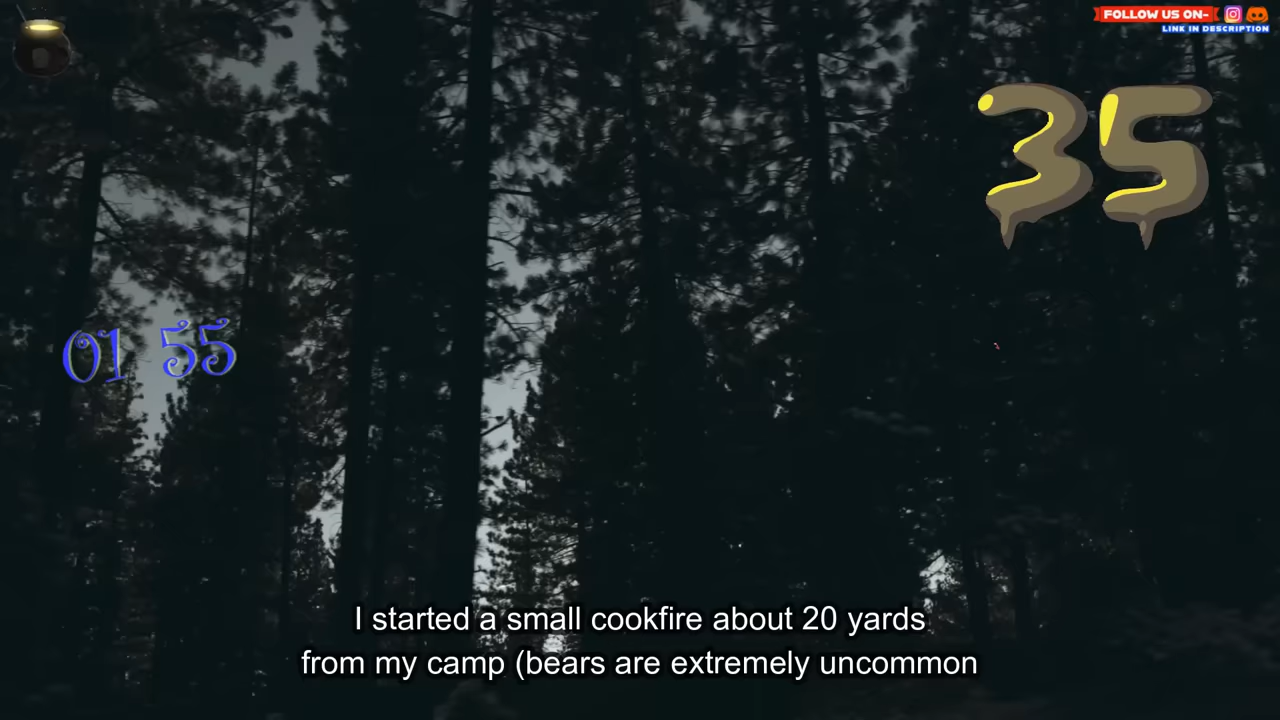 FOLLOW US ON-
LINK IN DESCRIPTION
35
01 55
I started a small cookfire about 20 yards
from my camp (bears are extremely uncommon